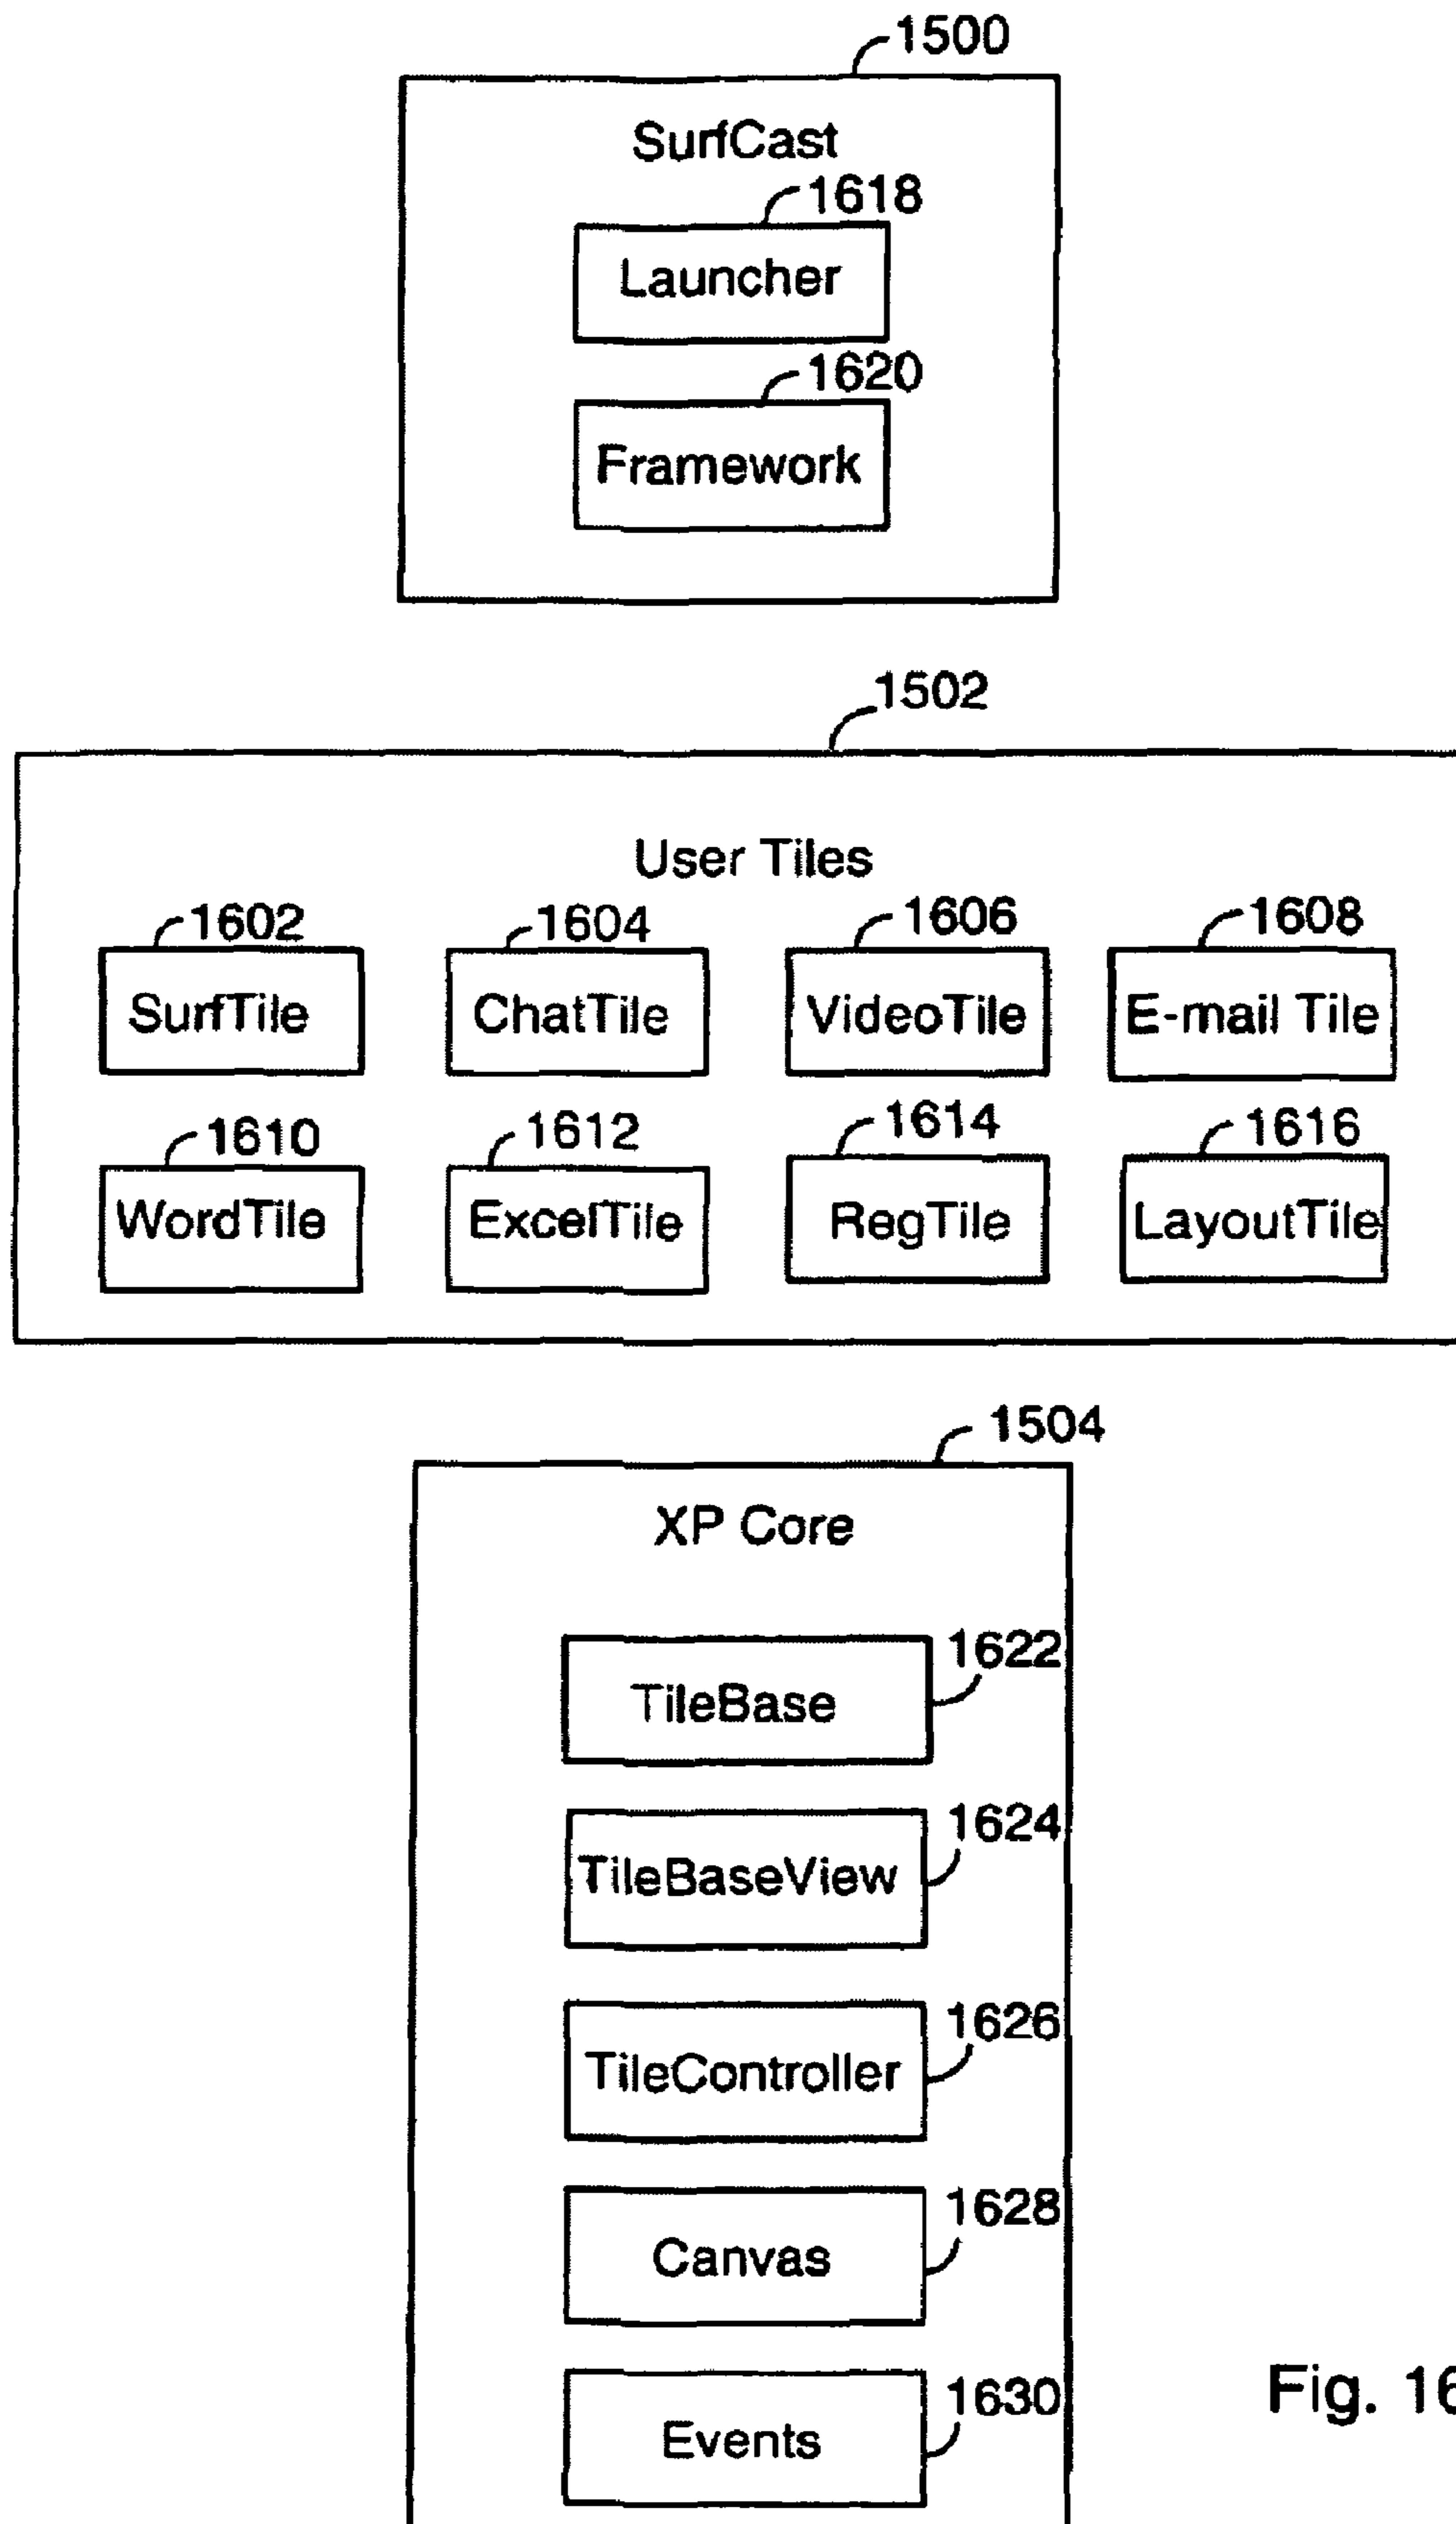 1500
SurfCast
1618
Launcher
1620
Framework
1502
User Tiles
1602 1604 1606 1608
SurfTile ChatTile VideoTile E-mail Tile
1610 1612 1614 1616
WordTile ExcelTile RegTile LayoutTile
1504
XP Core
1622
TileBase
1624
TileBaseView
1626
TileController
1628
Canvas
1630
Events
Fig. 16